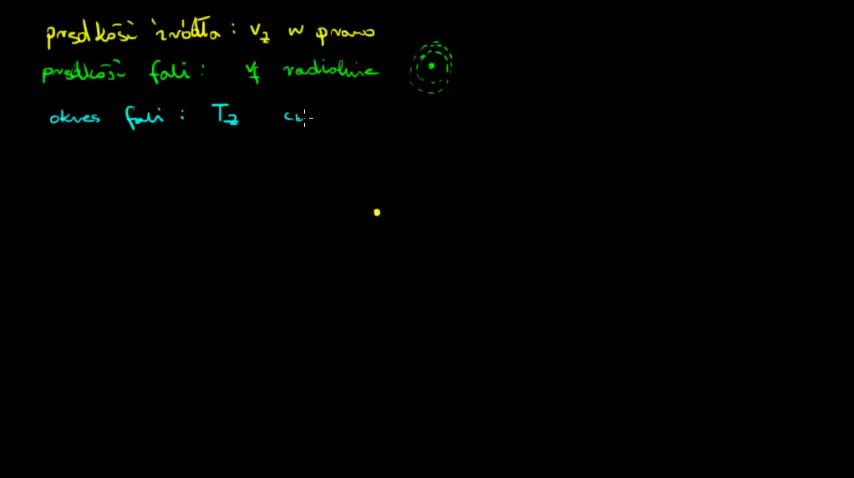 prędkość źródła : v_z w prawo
prędkość fali : v_f radialnie
okres fali : T_z